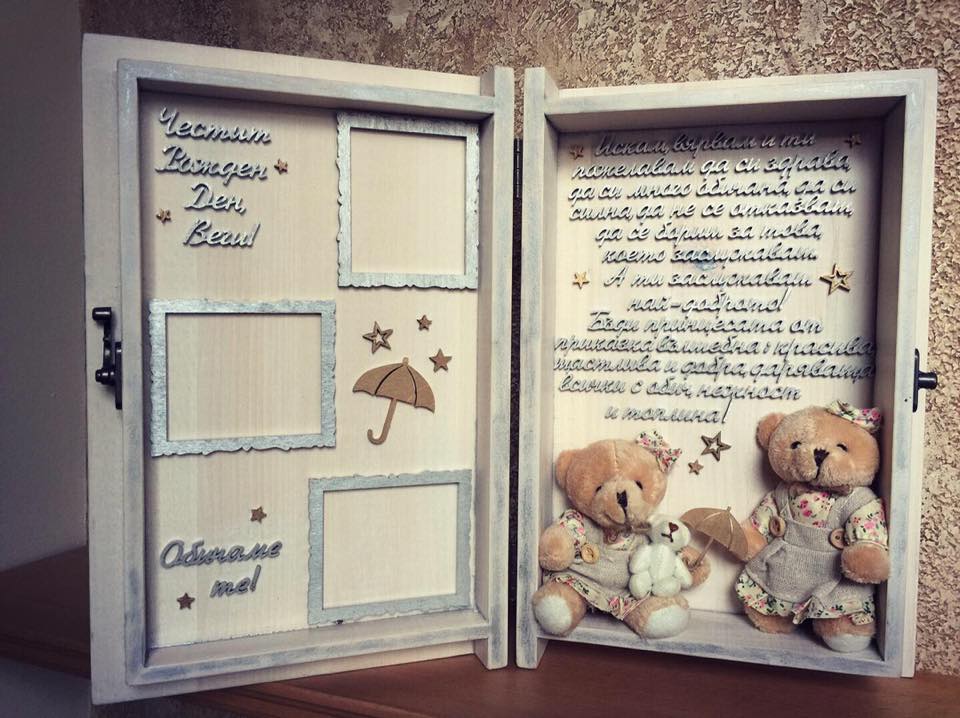 Честит
Рожден
Ден,
Вечи!
Обичаме
те!
Искам, вярвам и ти
пожелавам да си здрава,
да си много обичана, да си
силна, да не се отказваш,
да се бориш за това,
което заслужаваш.
А ти заслужаваш
най-доброто!
Бъди принцесата от
приказка вълшебна: красива,
щастлива и добра, даряваща
всички с обич, нежност
и топлина!